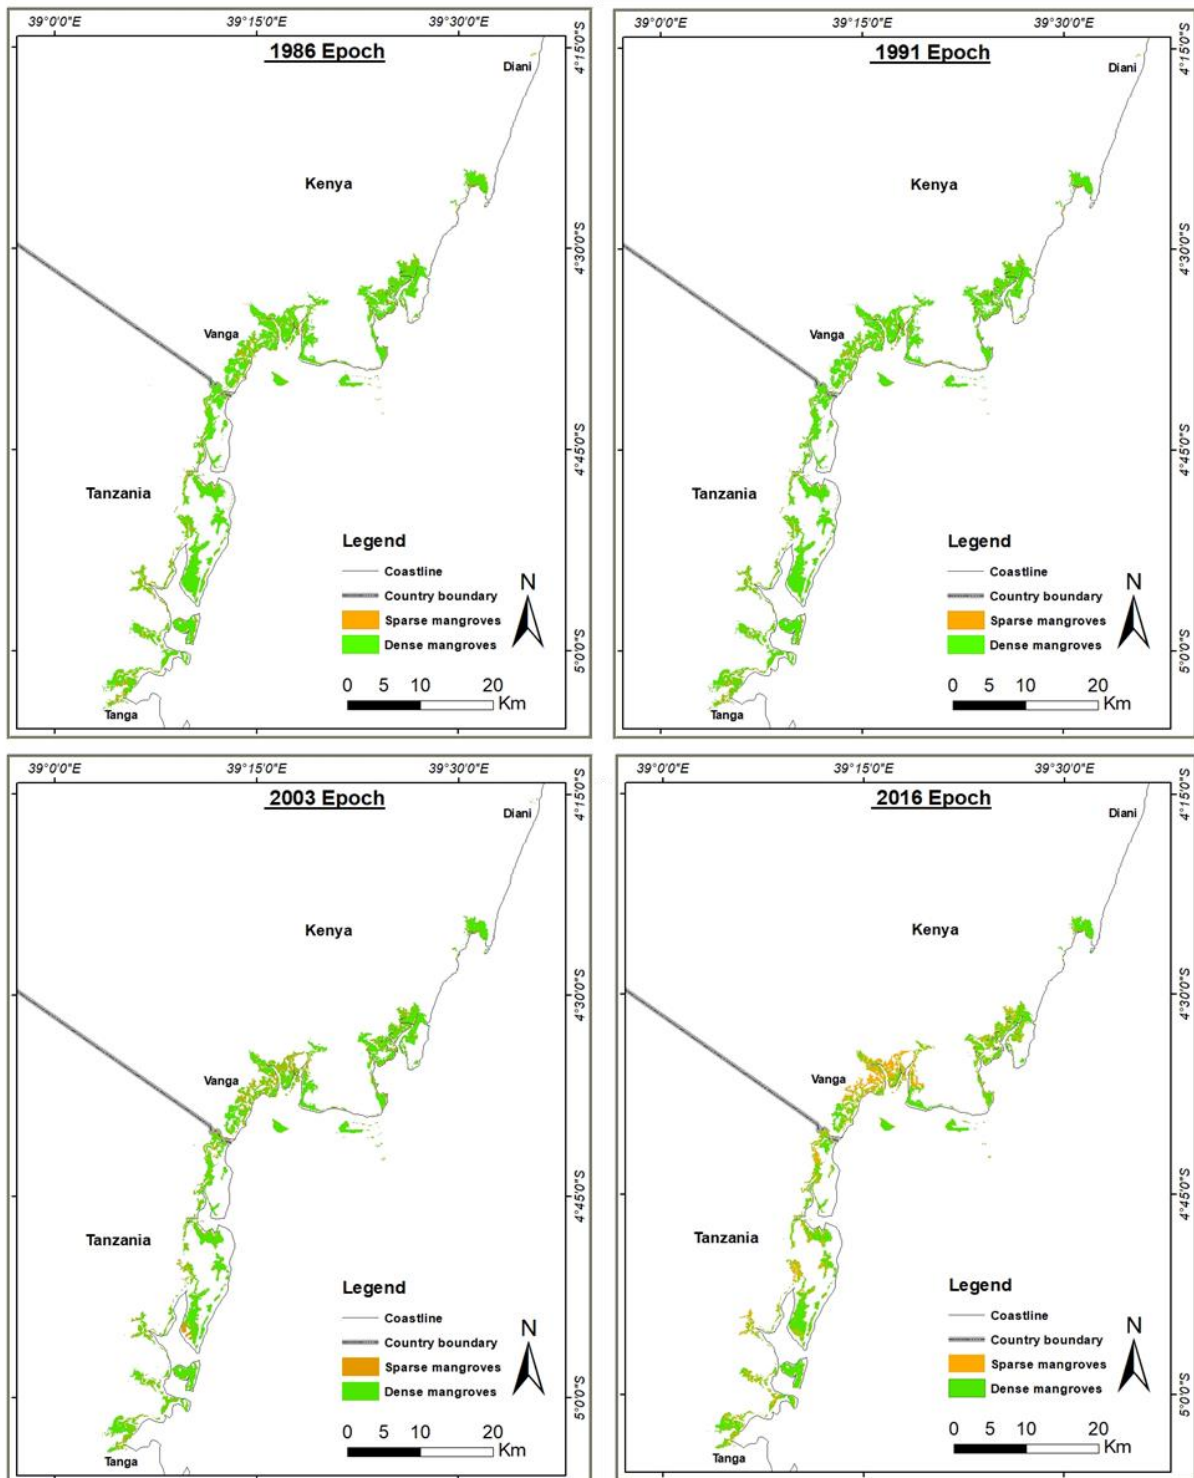 39°0'0"E 39°15'0"E 39°30'0"E
1986 Epoch
4°15'0"S
Diani
Kenya
4°30'0"S
Vanga
4°45'0"S
Tanzania
Legend
Coastline
Country boundary
Sparse mangroves
Dense mangroves
N
5°0'0"S
0 5 10 20
Km
Tanga
39°0'0"E 39°15'0"E 39°30'0"E
1991 Epoch
4°15'0"S
Diani
Kenya
4°30'0"S
Vanga
4°45'0"S
Tanzania
Legend
Coastline
Country boundary
Sparse mangroves
Dense mangroves
N
5°0'0"S
0 5 10 20
Km
Tanga
39°0'0"E 39°15'0"E 39°30'0"E
2003 Epoch
4°15'0"S
Diani
Kenya
4°30'0"S
Vanga
4°45'0"S
Tanzania
Legend
Coastline
Country boundary
Sparse mangroves
Dense mangroves
N
5°0'0"S
0 5 10 20
Km
Tanga
39°0'0"E 39°15'0"E 39°30'0"E
2016 Epoch
4°15'0"S
Diani
Kenya
4°30'0"S
Vanga
4°45'0"S
Tanzania
Legend
Coastline
Country boundary
Sparse mangroves
Dense mangroves
N
5°0'0"S
0 5 10 20
Km
Tanga